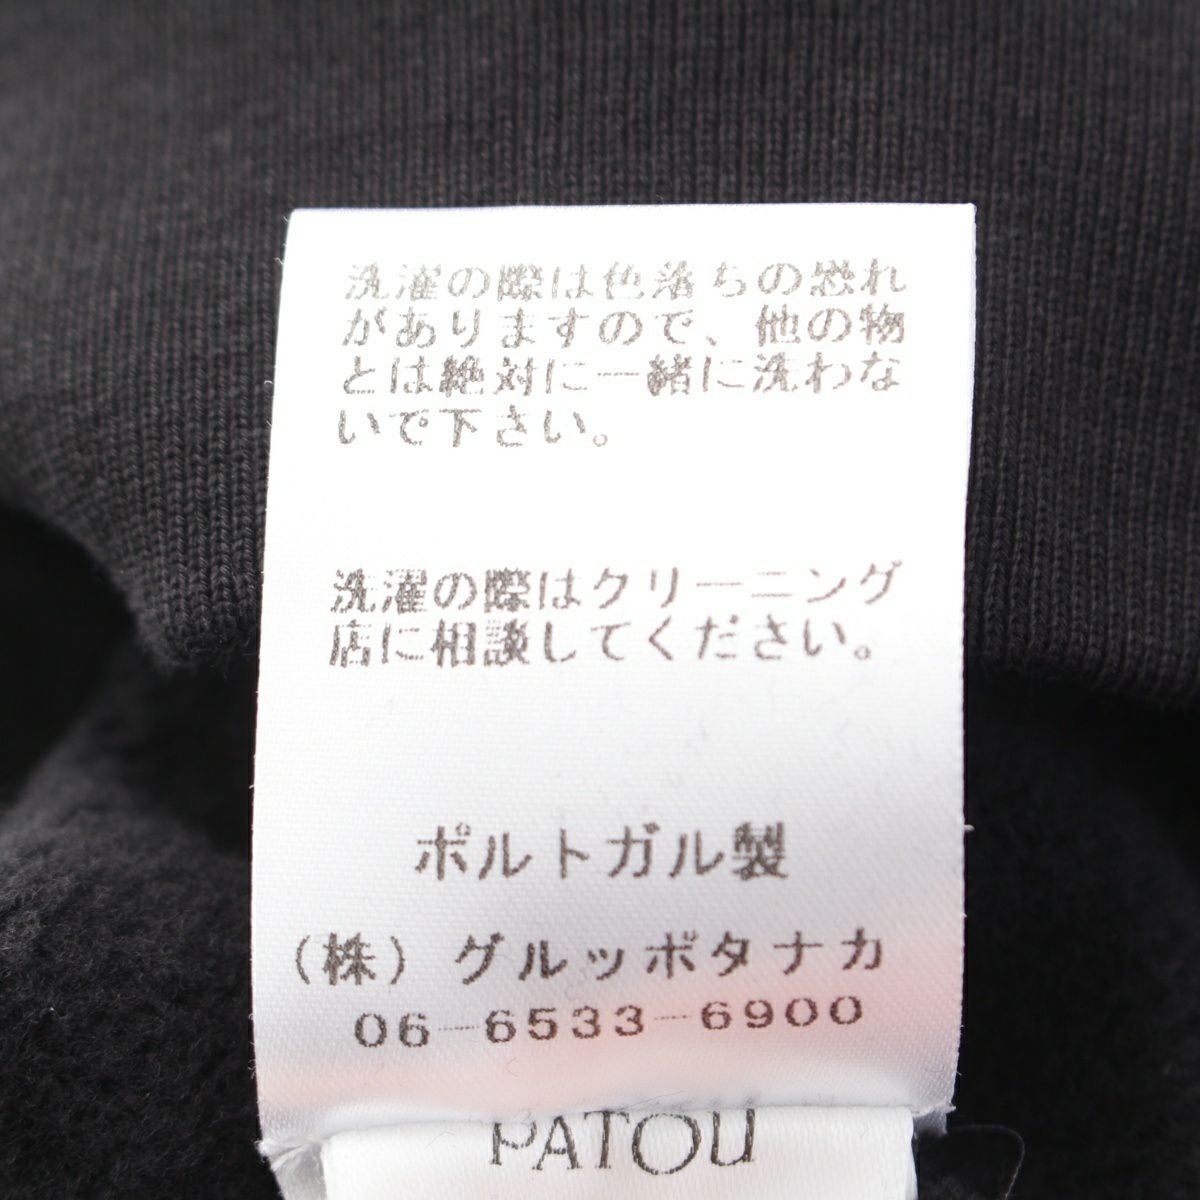 洗濯の際は色落ちの恐れ
がありますので、他の物
とは絶対に一緒に洗わな
いで下さい。
洗濯の際はクリーニング
店に相談してください。
ポルトガル製
(株) グルッポタナカ
06-6533-6900
PATOU